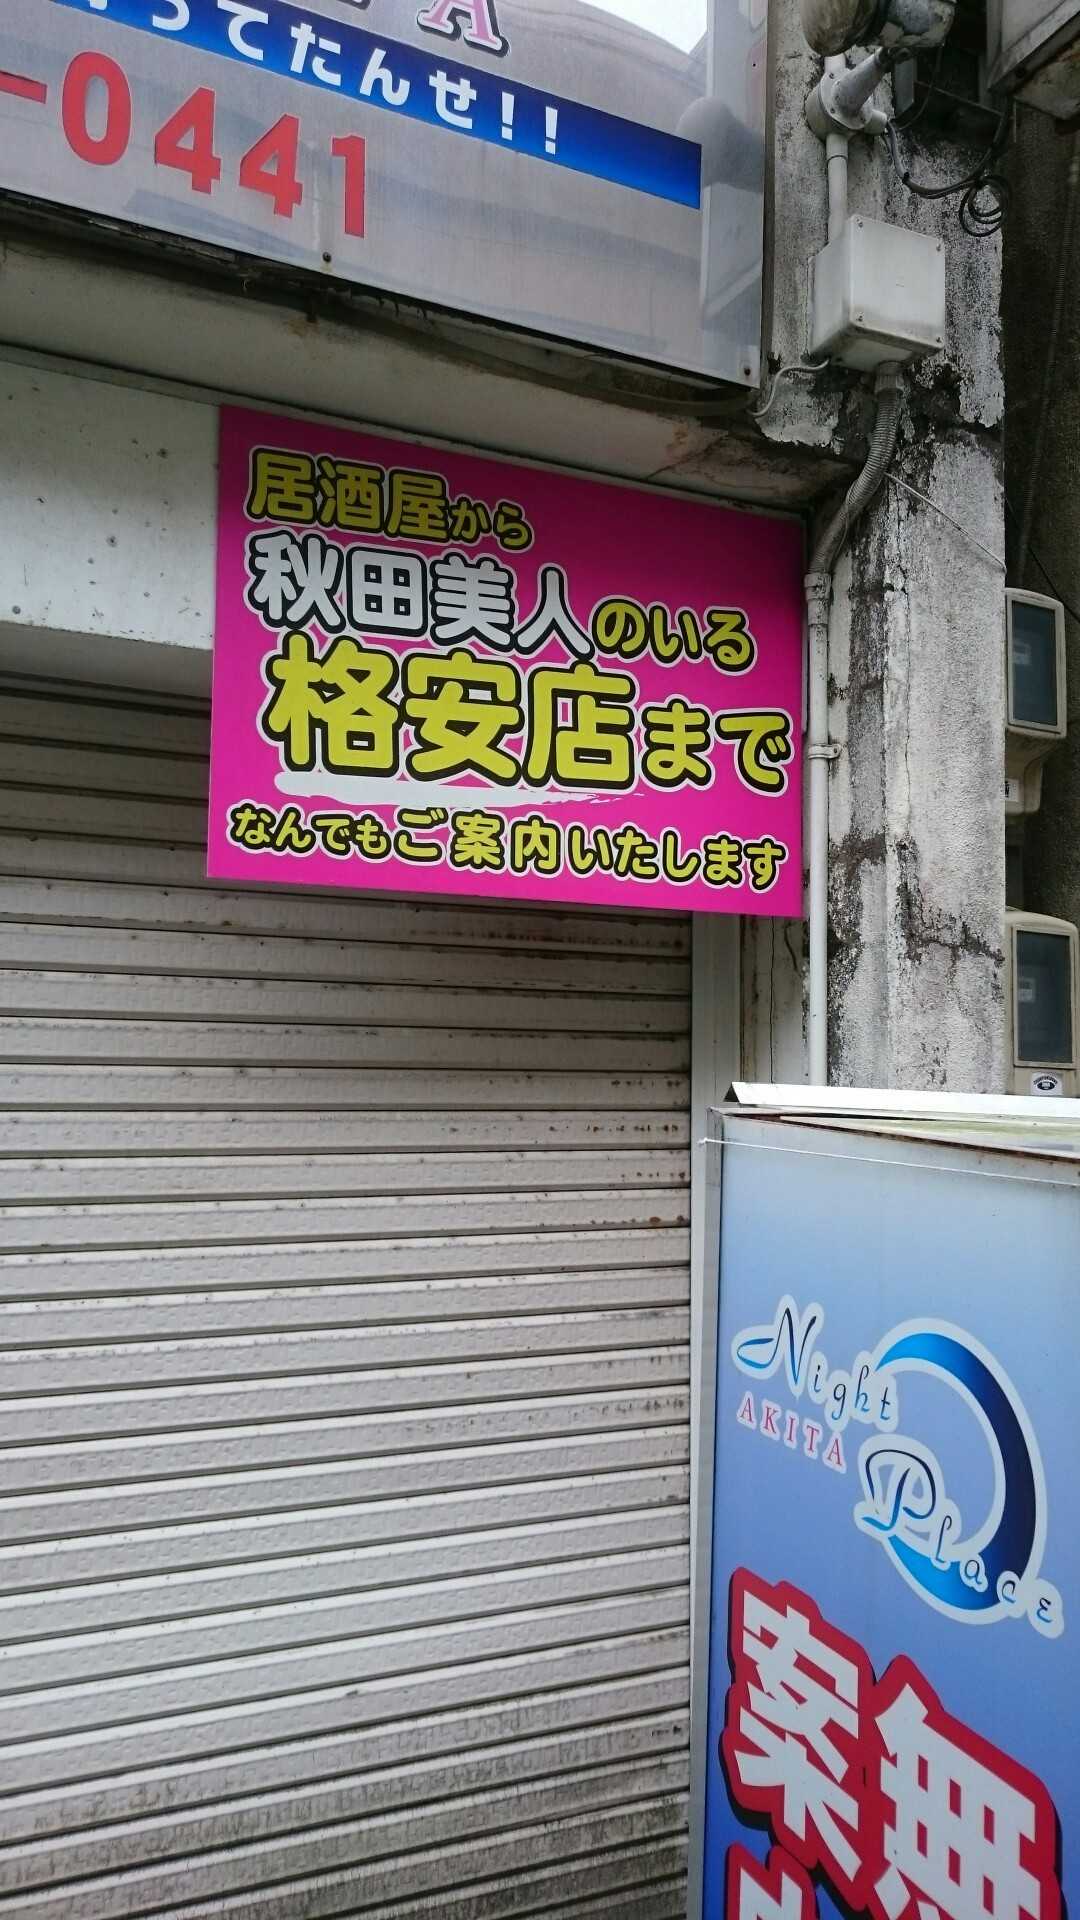 ってたんせ!!
-0441
居酒屋から
秋田美人のいる
格安店まで
なんでもご案内いたします
Night
AKITA
Place
無
案